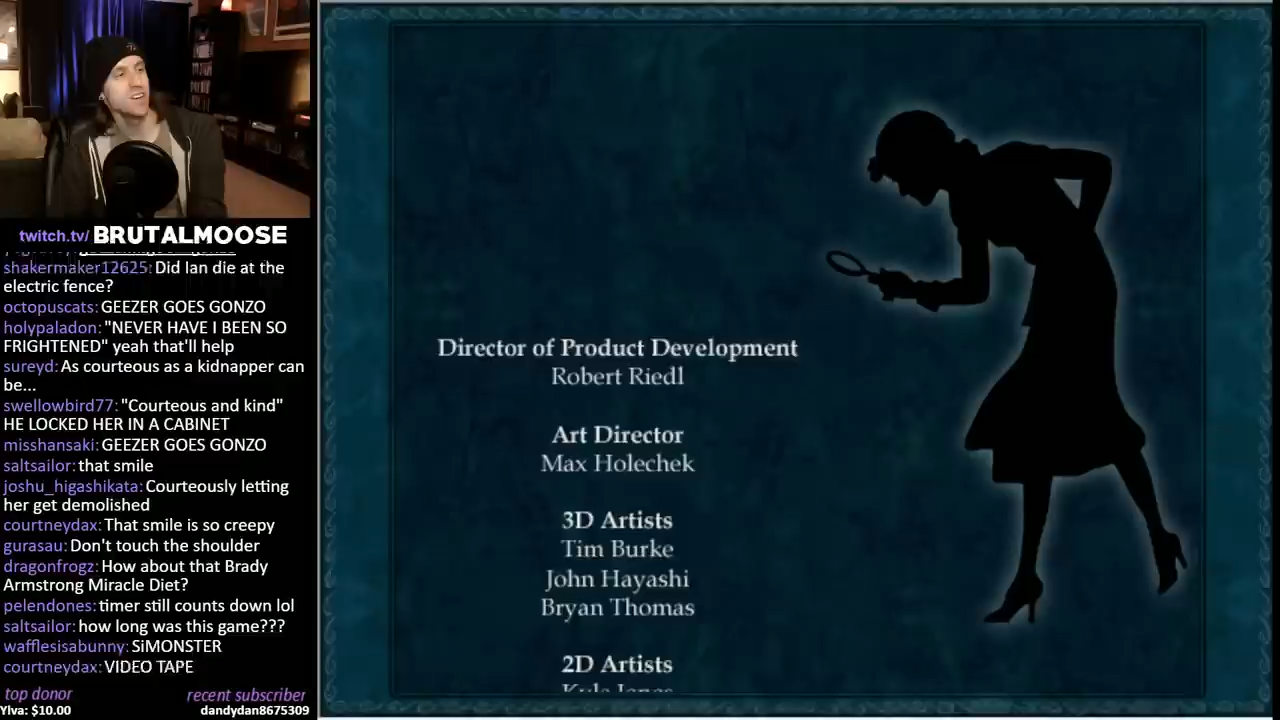 twitch.tv/ BRUTALMOOSE
shakermaker12625: Did Ian die at the
electric fence?
octopuscats: GEEZER GOES GONZO
holypaladon: "NEVER HAVE I BEEN SO
FRIGHTENED" yeah that'll help
sureyd: As courteous as a kidnapper can
be...
swellowbird77: "Courteous and kind"
HE LOCKED HER IN A CABINET
misshansaki: GEEZER GOES GONZO
saltsailor: that smile
joshu_higashikata: Courteously letting
her get demolished
courtneydax: That smile is so creepy
gurasau: Don't touch the shoulder
dragonfrogz: How about that Brady
Armstrong Miracle Diet?
pelendones: timer still counts down lol
saltsailor: how long was this game???
wafflesisabunny: SiMONSTER
courtneydax: VIDEO TAPE
top donor
Ylva: $10.00
recent subscriber
dandydan8675309
Director of Product Development
Robert Riedl
Art Director
Max Holechek
3D Artists
Tim Burke
John Hayashi
Bryan Thomas
2D Artists